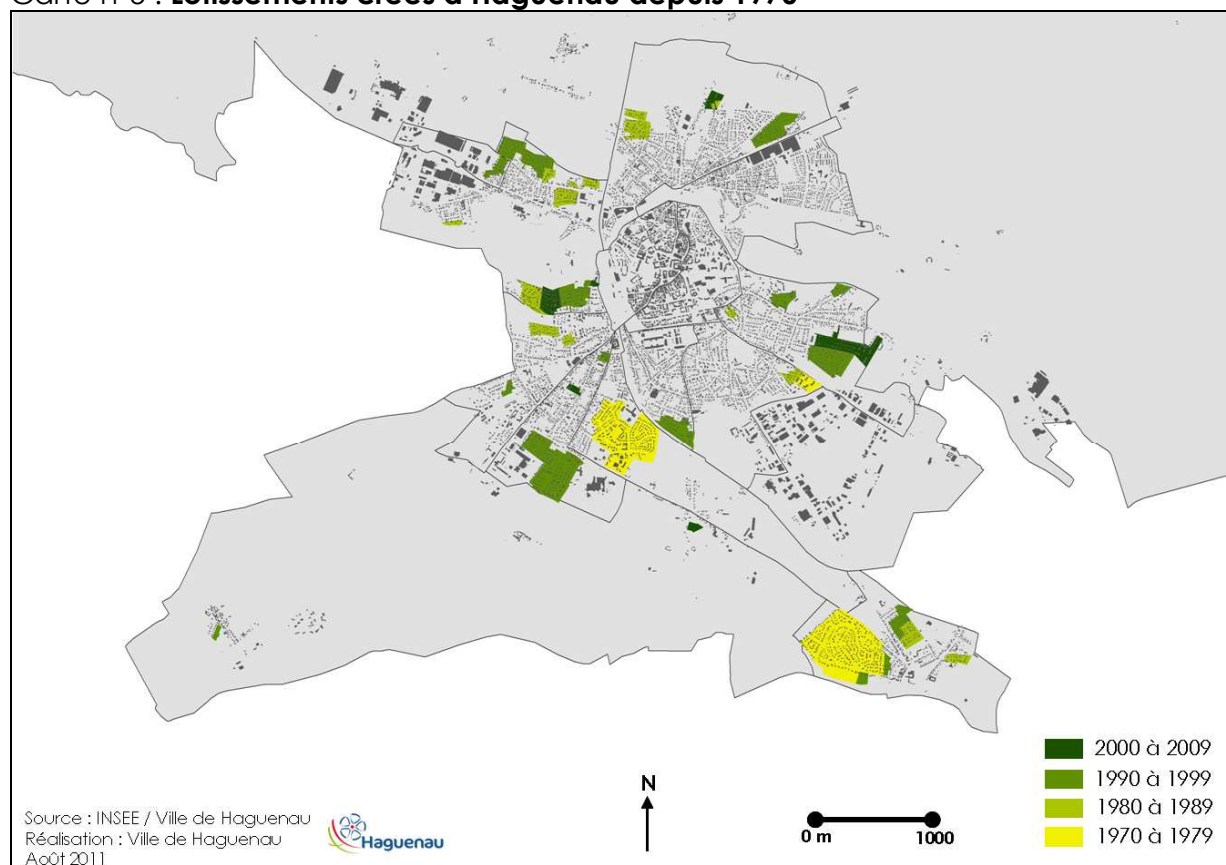 Lotissements créés à Haguenau depuis 1970
2000 à 2009
1990 à 1999
1980 à 1989
1970 à 1979
N
0 m 1000
Source : INSEE / Ville de Haguenau
Réalisation : Ville de Haguenau
Août 2011
Haguenau